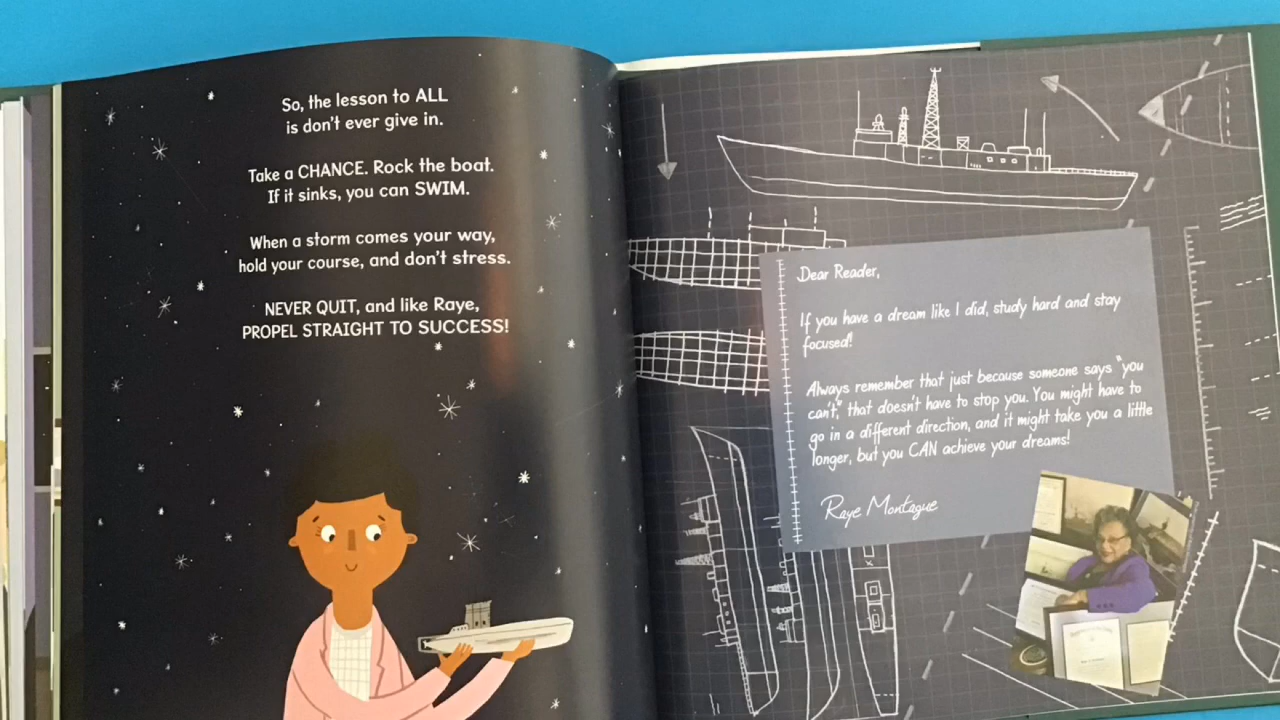 So, the lesson to ALL
is don't ever give in.
Take a CHANCE. Rock the boat.
If it sinks, you can SWIM.
When a storm comes your way,
hold your course, and don't stress.
NEVER QUIT, and like Raye,
PROPEL STRAIGHT TO SUCCESS!
Dear Reader,
If you have a dream like I did, study hard and stay
focused!
Always remember that just because someone says "you
can't," that doesn't have to stop you. You might have to
go in a different direction, and it might take you a little
longer, but you CAN achieve your dreams!
Raye Montague